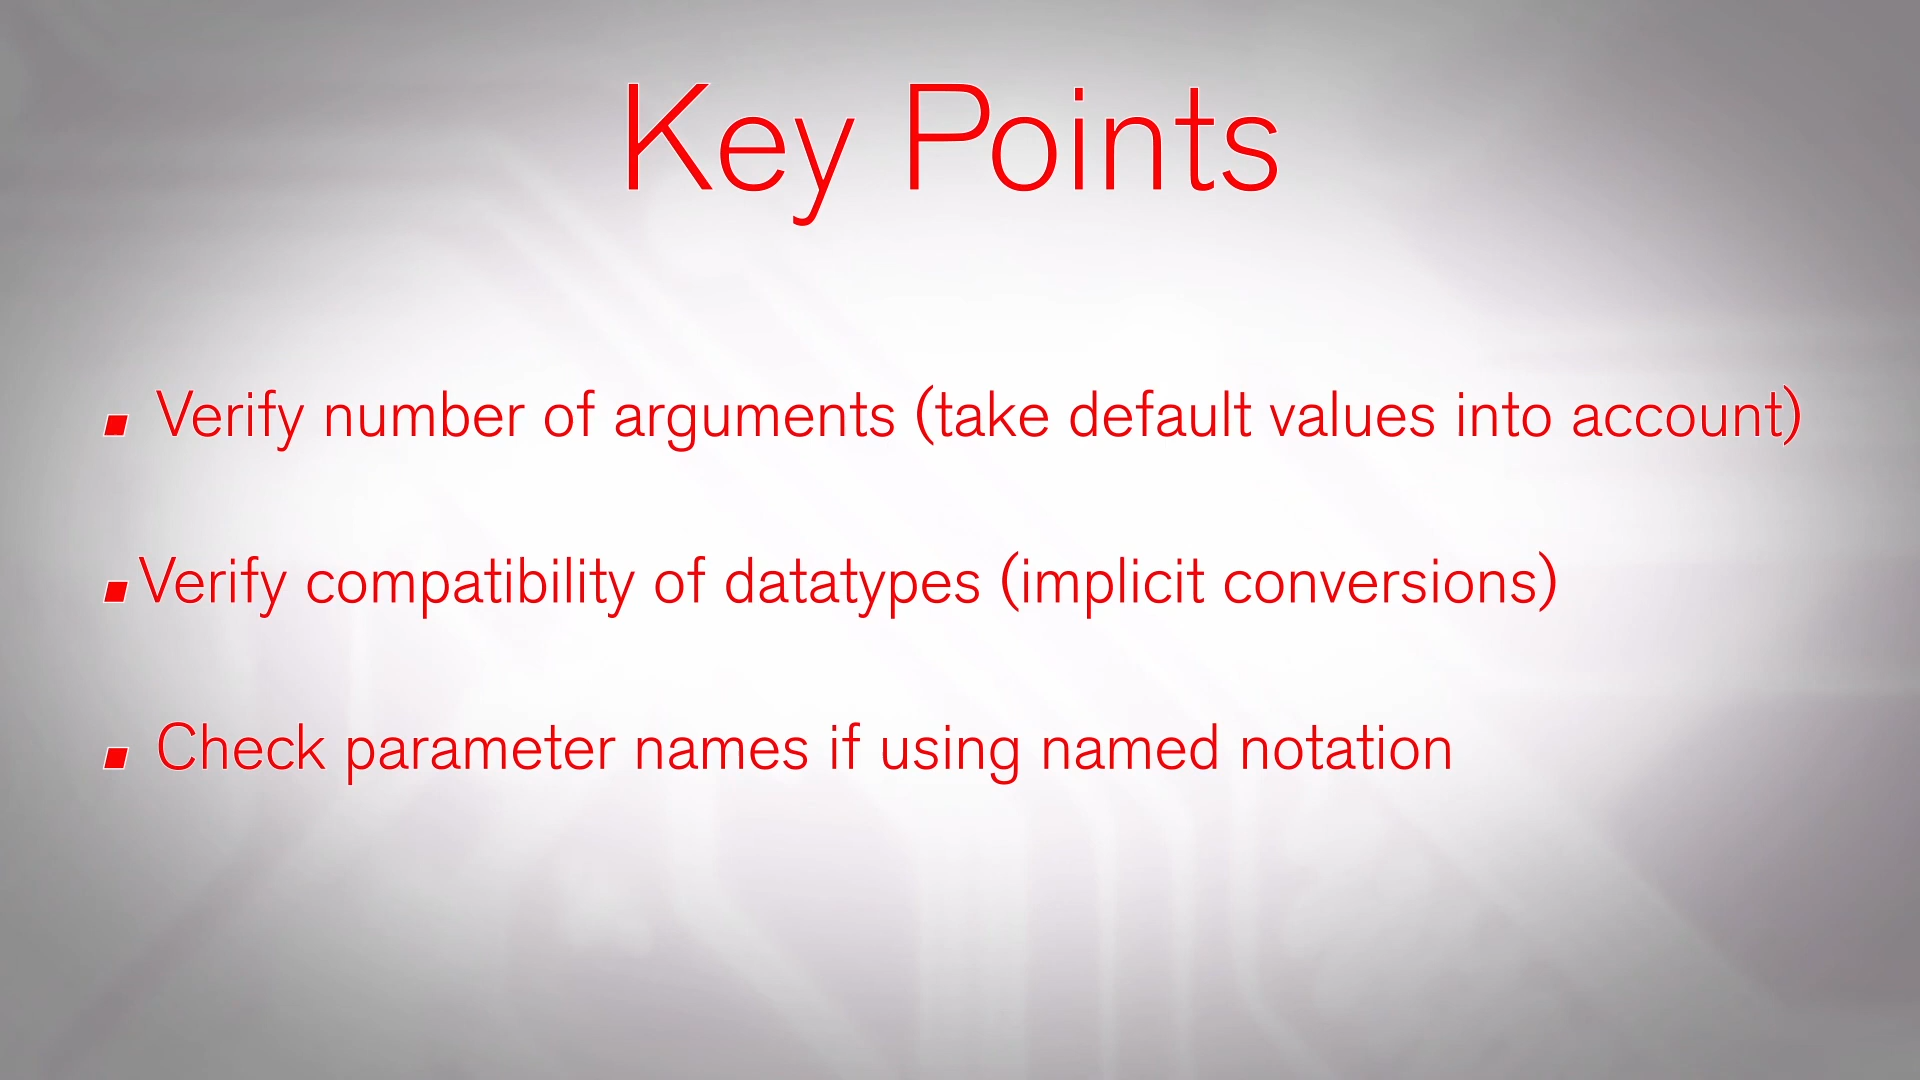 Key Points
▪ Verify number of arguments (take default values into account)
▪ Verify compatibility of datatypes (implicit conversions)
▪ Check parameter names if using named notation